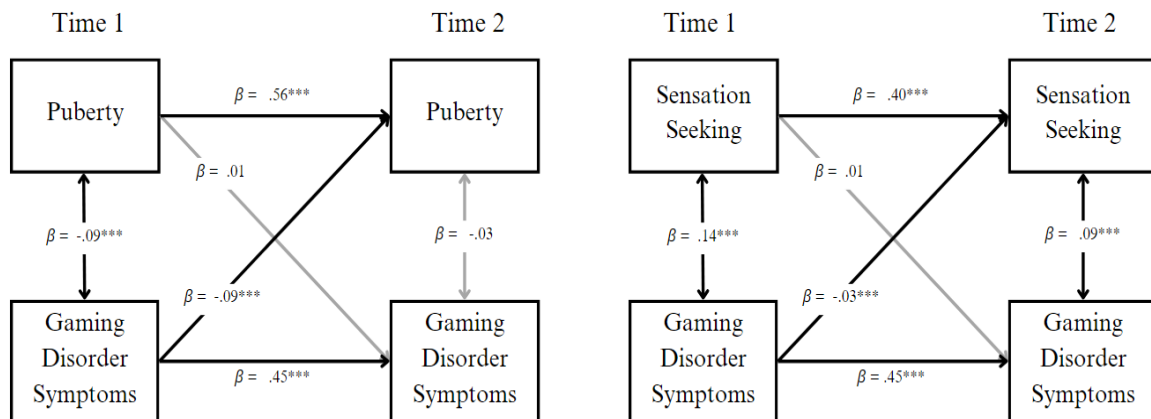 Time 1
Time 2
Puberty
β = .56***
Puberty
β = .01
β = -.09***
β = -.03
β = -.09***
Gaming
Disorder
Symptoms
Gaming
Disorder
Symptoms
β = .45***
Time 1
Time 2
Sensation
Seeking
β = .40***
Sensation
Seeking
β = .01
β = .14***
β = .09***
β = -.03***
Gaming
Disorder
Symptoms
Gaming
Disorder
Symptoms
β = .45***